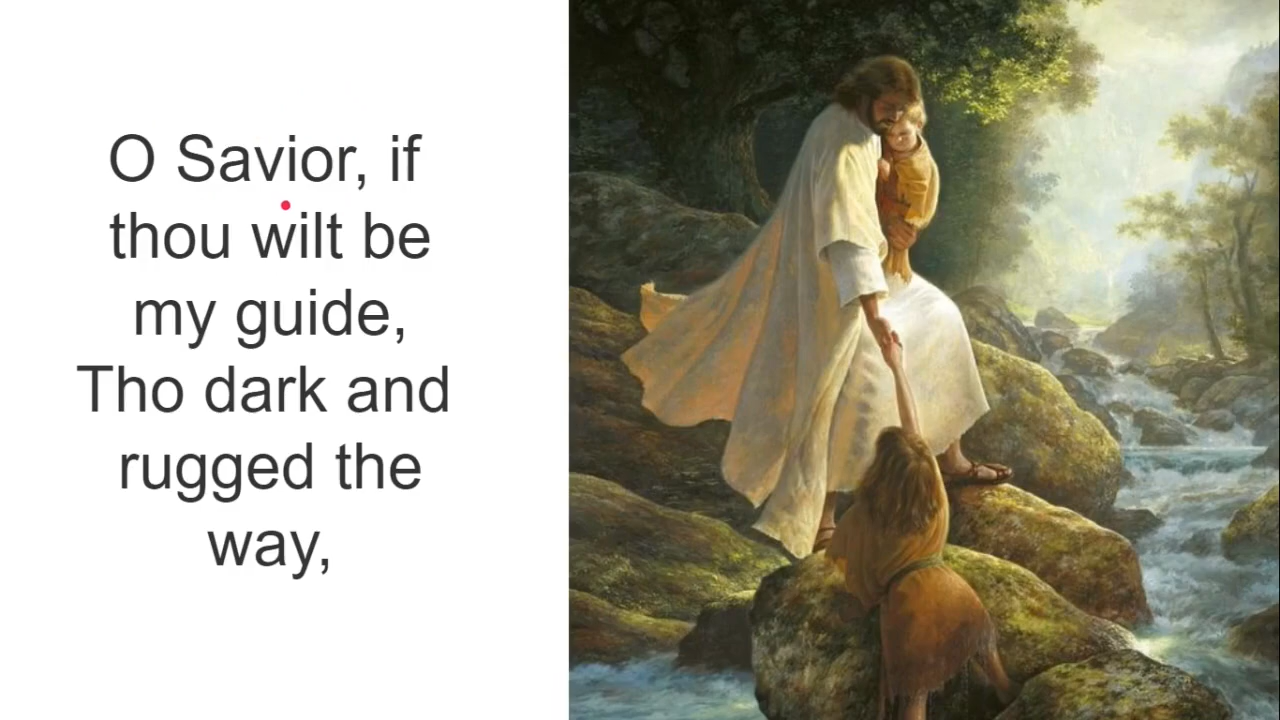 O Savior, if
thou wilt be
my guide,
Tho dark and
rugged the
way,